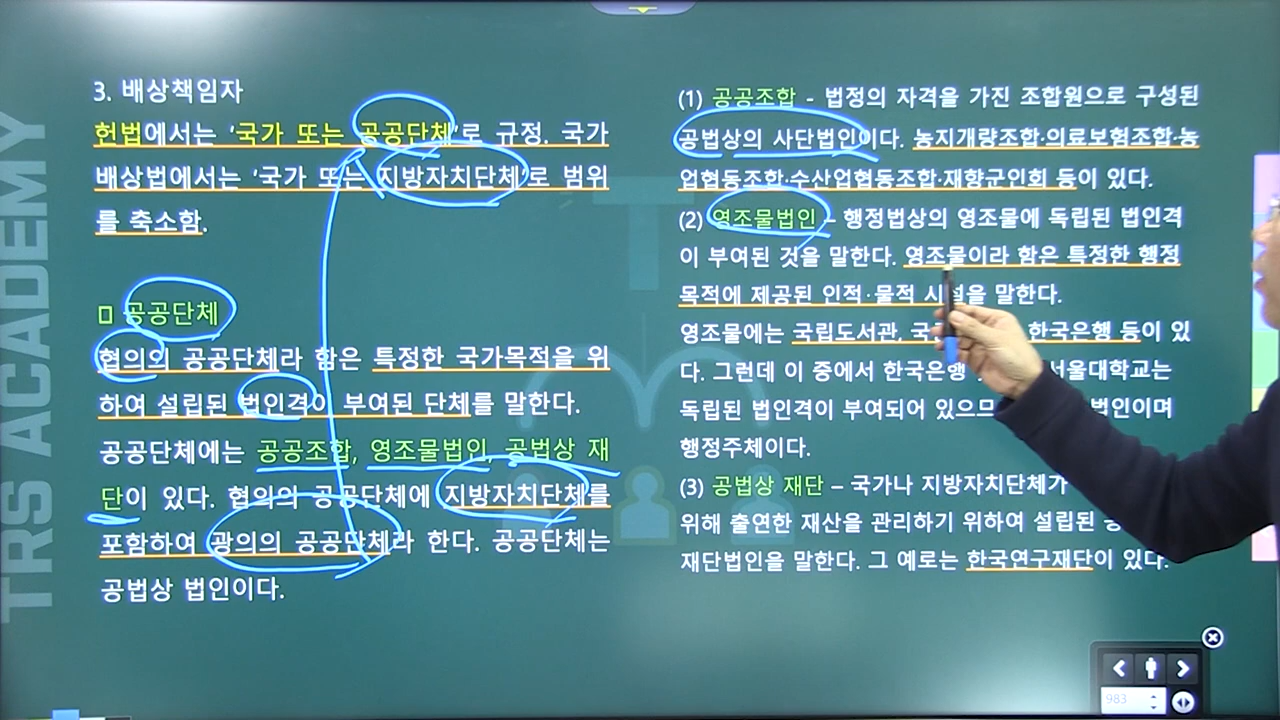 TRS ACADEMY
3. 배상책임자
헌법에서는 '국가 또는 공공단체'로 규정. 국가
배상법에서는 '국가 또는 지방자치단체'로 범위
를 축소함.
□ 공공단체
협의의 공공단체라 함은 특정한 국가목적을 위
하여 설립된 법인격이 부여된 단체를 말한다.
공공단체에는 공공조합, 영조물법인, 공법상 재
단이 있다. 협의의 공공단체에 지방자치단체를
포함하여 광의의 공공단체라 한다. 공공단체는
공법상 법인이다.
(1) 공공조합 - 법정의 자격을 가진 조합원으로 구성된
공법상의 사단법인이다. 농지개량조합·의료보험조합·농
업협동조합·수산업협동조합·재향군인회 등이 있다.
(2) 영조물법인 – 행정법상의 영조물에 독립된 법인격
이 부여된 것을 말한다. 영조물이라 함은 특정한 행정
목적에 제공된 인적·물적 시설을 말한다.
영조물에는 국립도서관, 한국은행 등이 있
다. 그런데 이 중에서 한국은행 서울대학교는
독립된 법인격이 부여되어 있으므 법인이며
행정주체이다.
(3) 공법상 재단 – 국가나 지방자치단체가
위해 출연한 재산을 관리하기 위하여 설립된
재단법인을 말한다. 그 예로는 한국연구재단이 있다.
983